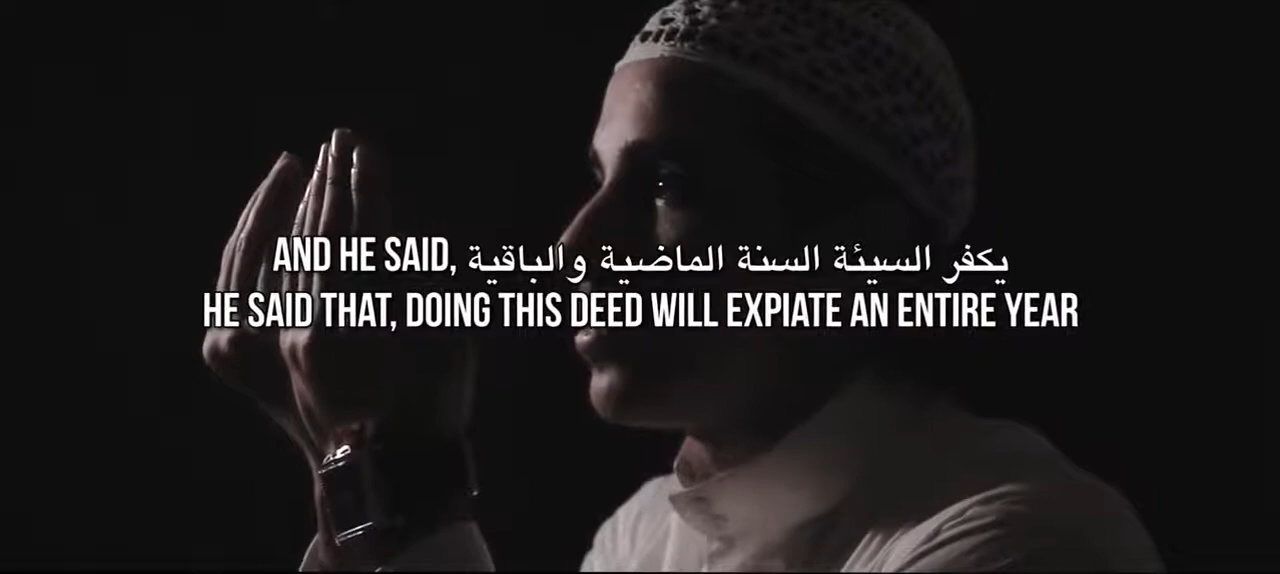 AND HE SAID, يكفر السيئة السنة الماضية والباقية
HE SAID THAT, DOING THIS DEED WILL EXPIATE AN ENTIRE YEAR